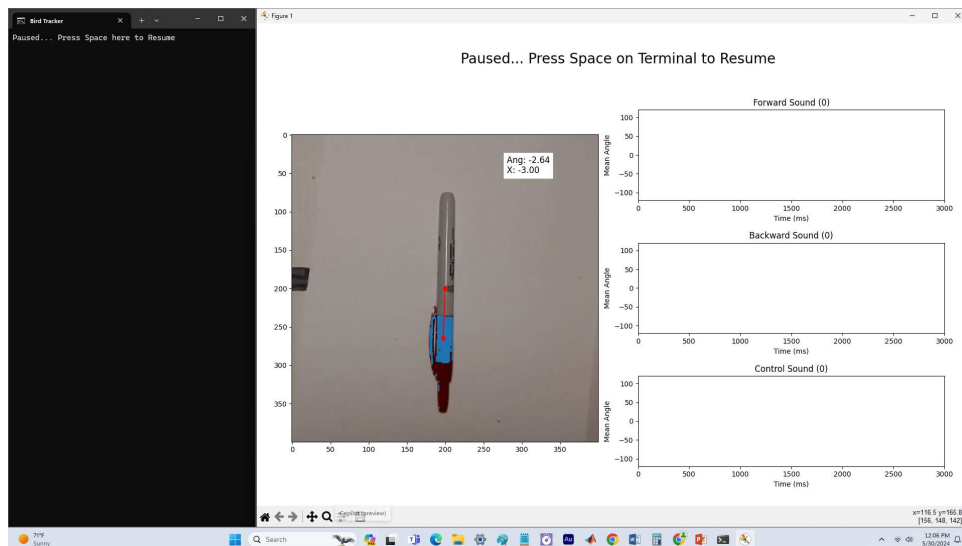 Bird Tracker
Paused... Press Space here to Resume
Figure 1
Paused... Press Space on Terminal to Resume
Ang: -2.64
X: -3.00
0
50
100
150
200
250
300
350
0 50 100 150 200 250 300 350
Forward Sound (0)
Mean Angle
100
50
0
−50
−100
0 500 1000 1500 2000 2500 3000
Time (ms)
Backward Sound (0)
Mean Angle
100
50
0
−50
−100
0 500 1000 1500 2000 2500 3000
Time (ms)
Control Sound (0)
Mean Angle
100
50
0
−50
−100
0 500 1000 1500 2000 2500 3000
Time (ms)
Copilot (preview)
x=116.5 y=165.8
[156, 148, 142]
71°F
Sunny
Search
Au
12:06 PM
5/30/2024